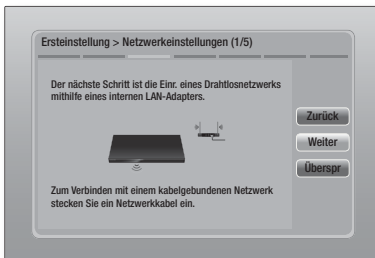 Ersteinstellung > Netzwerkeinstellungen (1/5)
Der nächste Schritt ist die Einr. eines Drahtlosnetzwerks
mithilfe eines internen LAN-Adapters.
Zurück
Weiter
Überspr
Zum Verbinden mit einem kabelgebundenen Netzwerk
stecken Sie ein Netzwerkkabel ein.